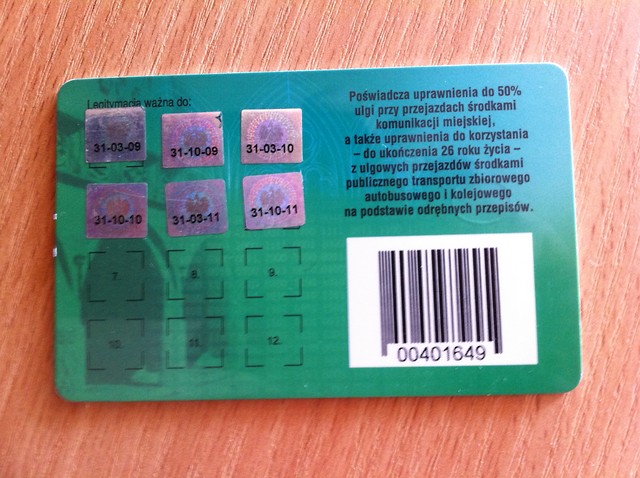 Legitymacja ważna do:
31-03-09 31-10-09 31-03-10
31-10-10 31-03-11 31-10-11
7. 8. 9.
10. 11. 12.
Poświadcza uprawnienia do 50%
ulgi przy przejazdach środkami
komunikacji miejskiej,
a także uprawnienia do korzystania
– do ukończenia 26 roku życia –
z ulgowych przejazdów środkami
publicznego transportu zbiorowego
autobusowego i kolejowego
na podstawie odrębnych przepisów.
00401649